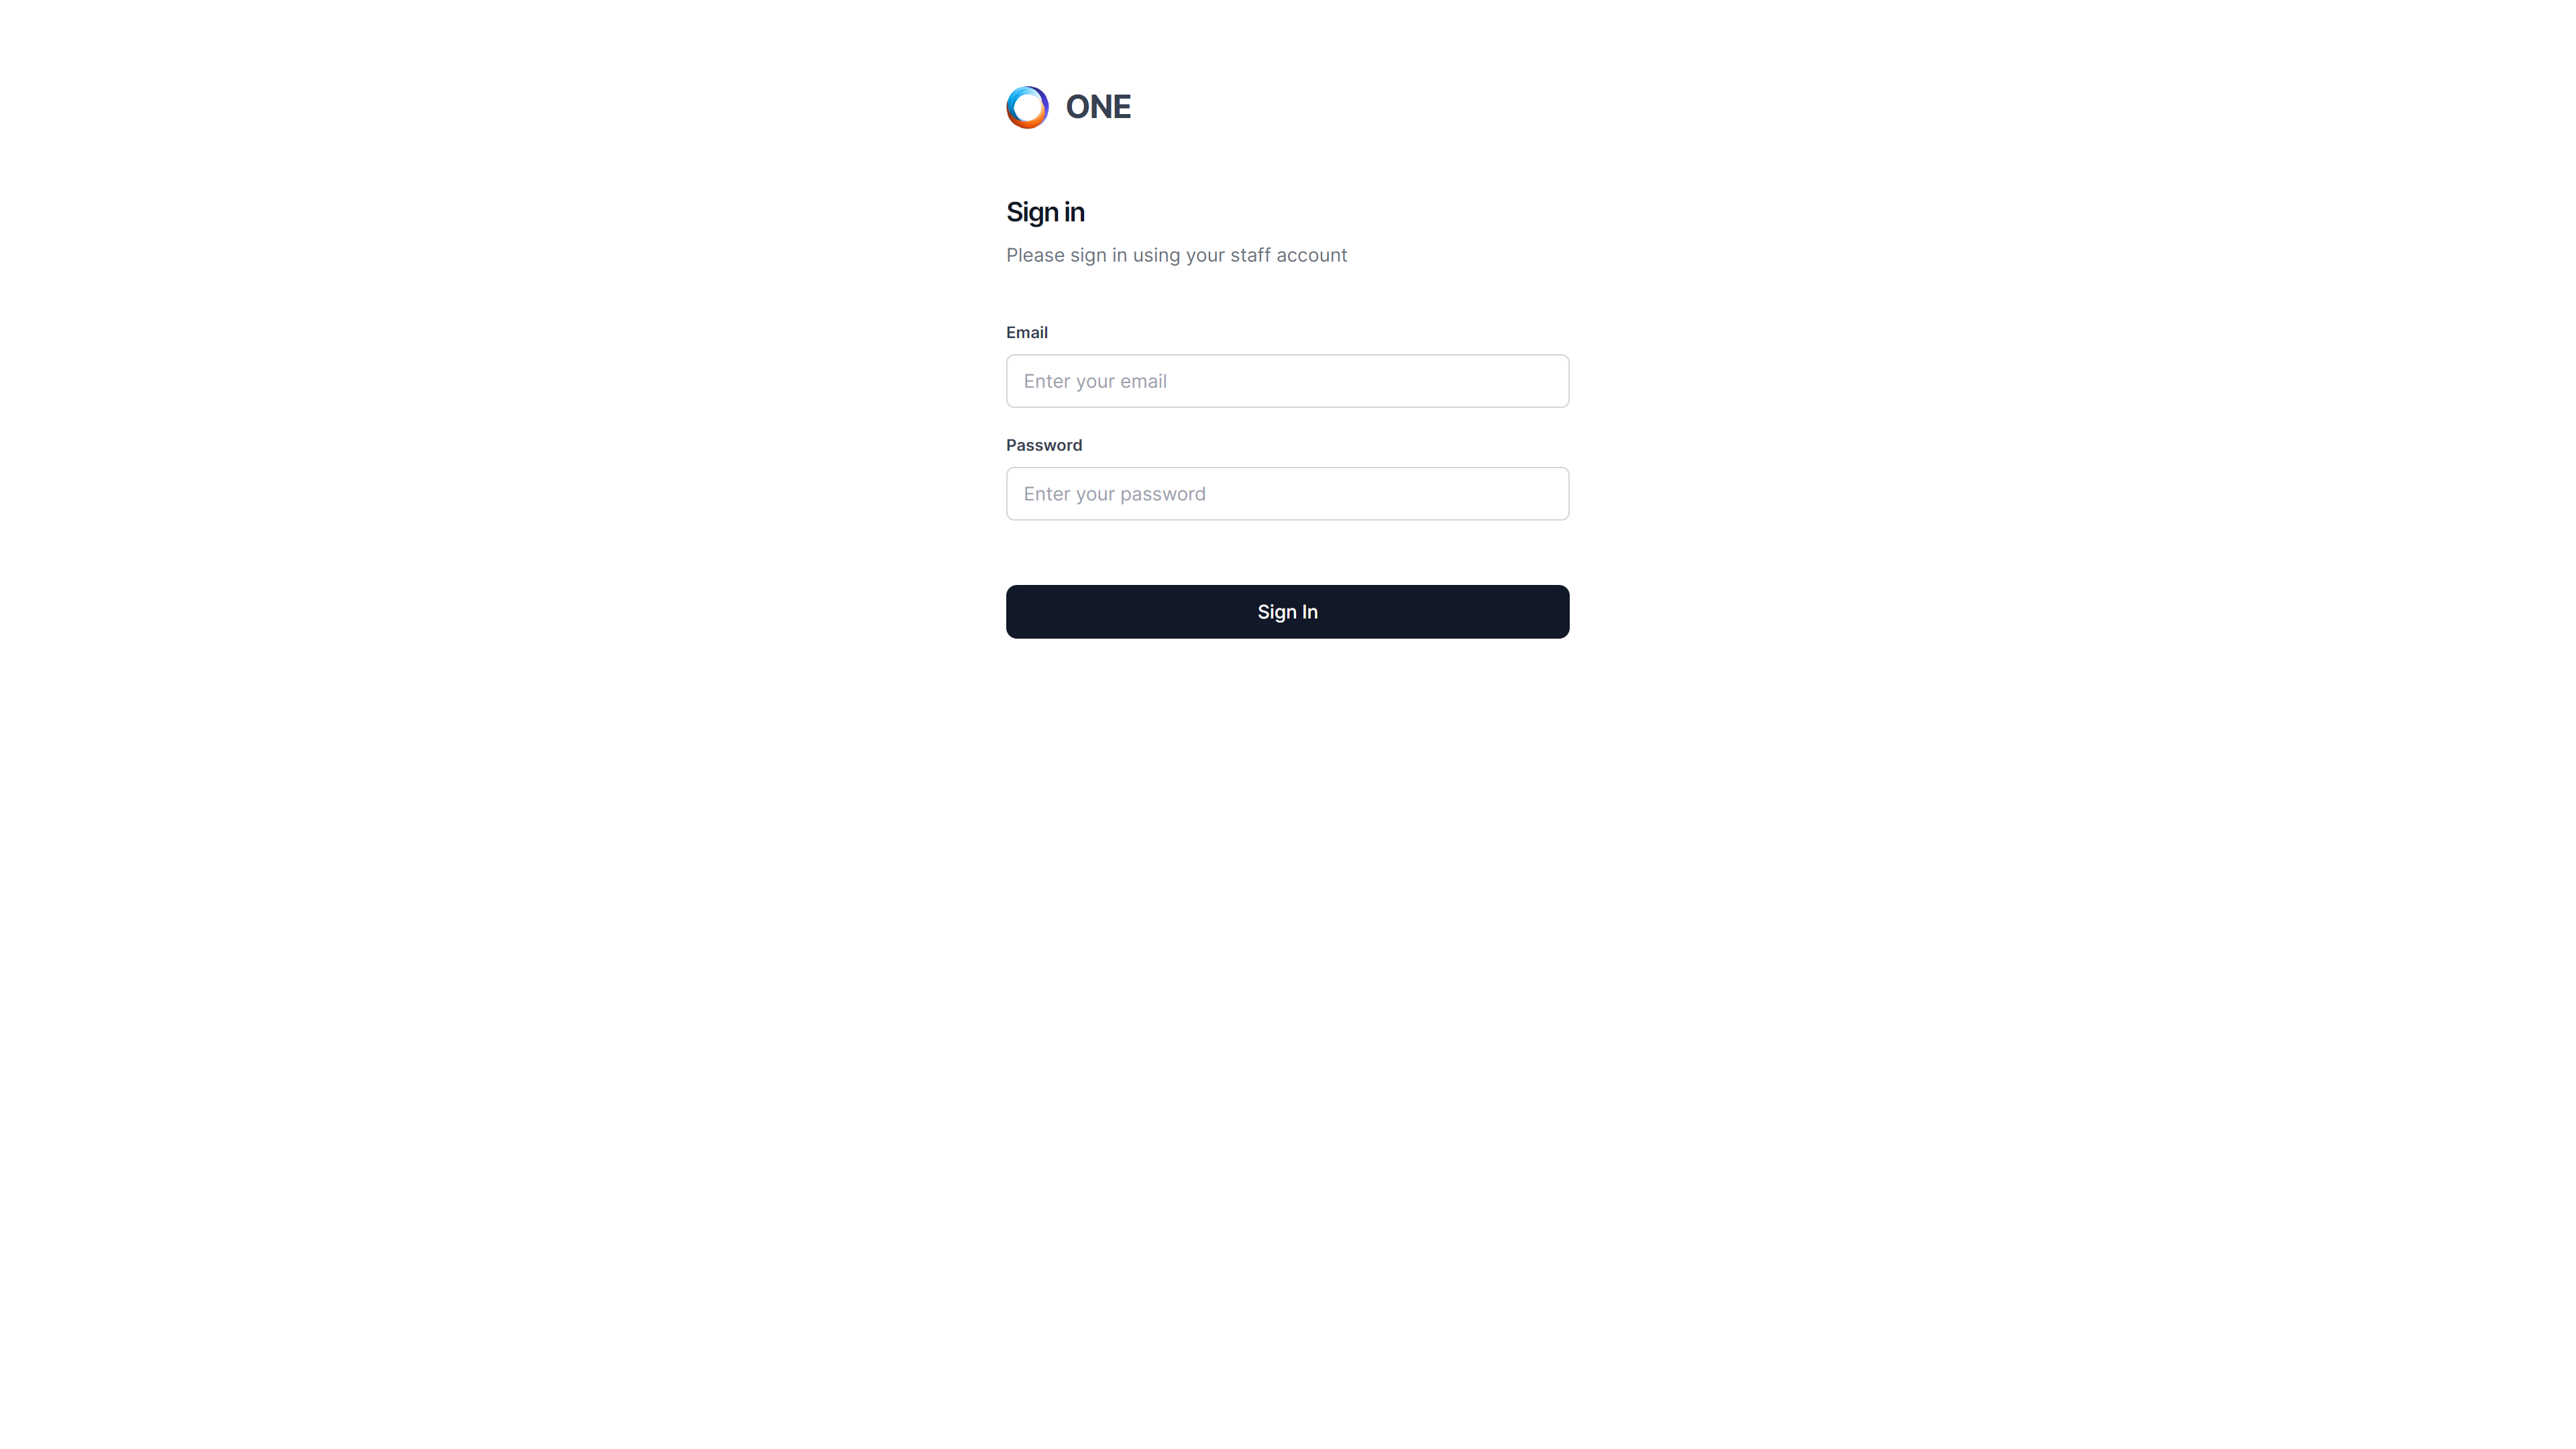 ONE
Sign in
Please sign in using your staff account
Email
Enter your email
Password
Enter your password
Sign In